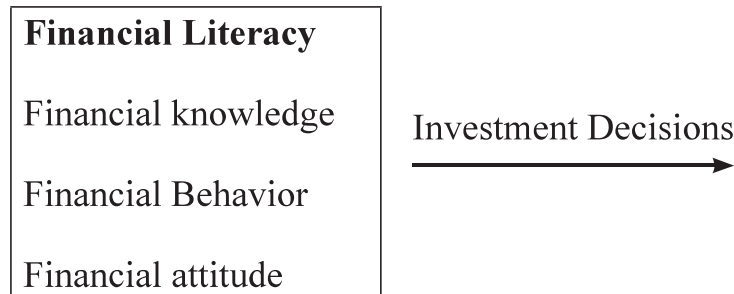 Financial Literacy
Financial knowledge
Financial Behavior
Financial attitude
Investment Decisions